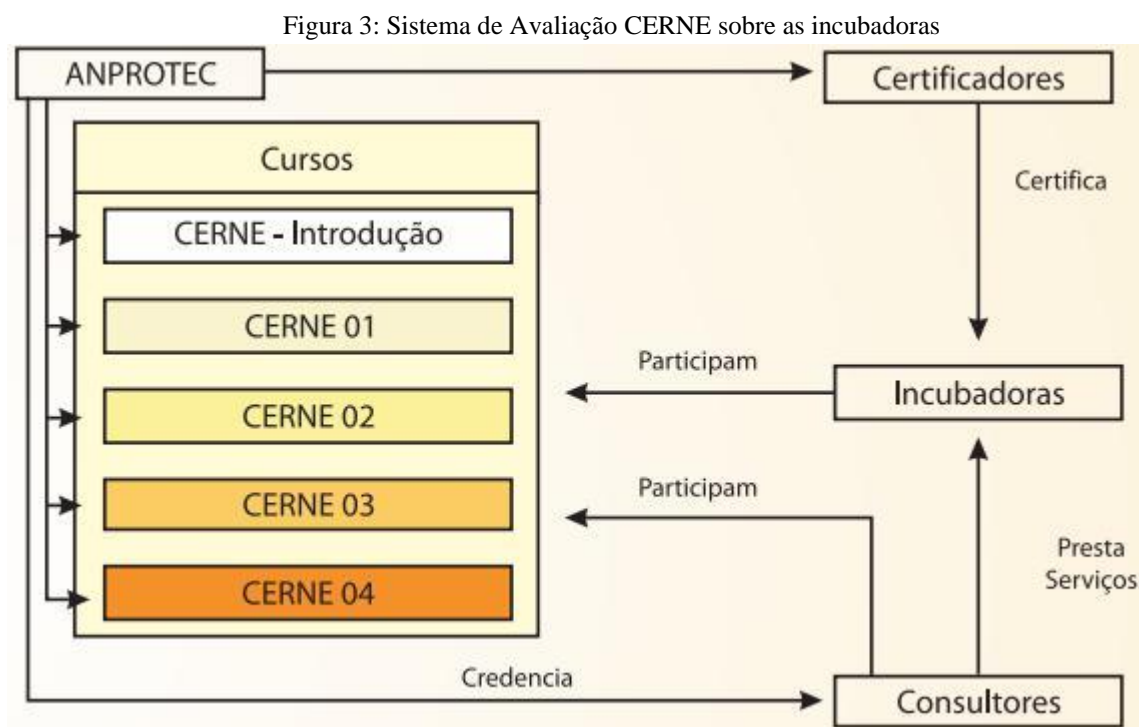 Figura 3: Sistema de Avaliação CERNE sobre as incubadoras
ANPROTEC
Certificadores
Cursos
Certifica
CERNE - Introdução
CERNE 01
Participam
Incubadoras
CERNE 02
Participam
CERNE 03
Presta
Serviços
CERNE 04
Credencia
Consultores